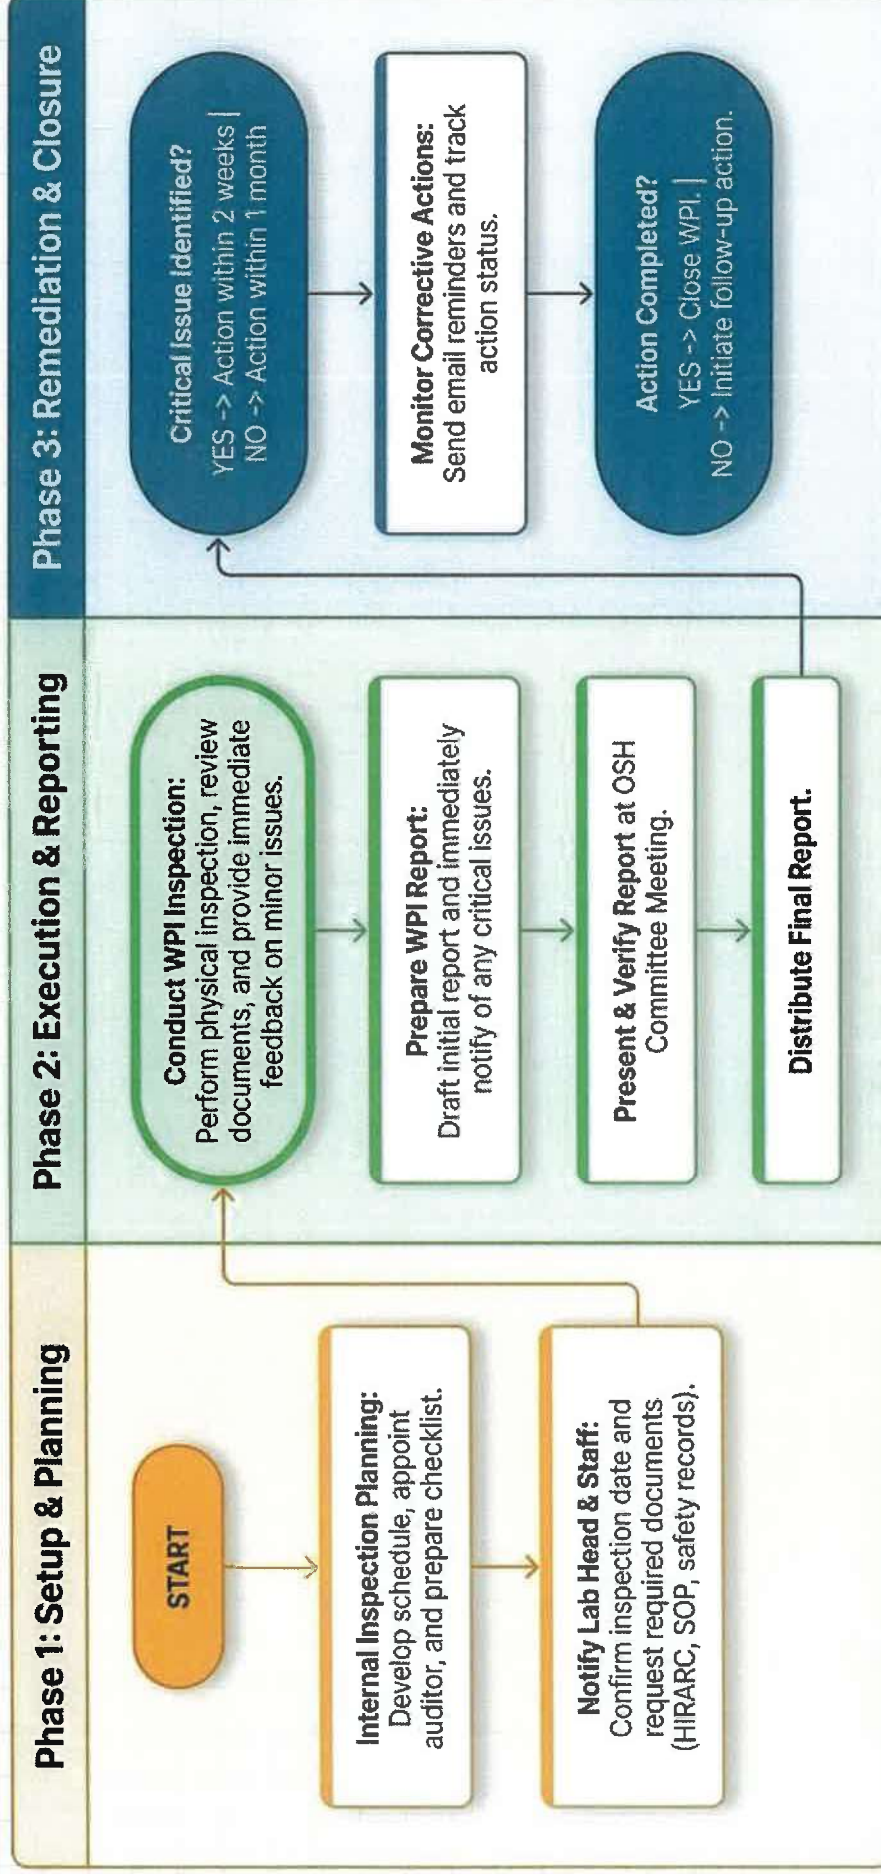 Phase 1: Setup & Planning
START
Internal Inspection Planning:
Develop schedule, appoint
auditor, and prepare checklist.
Notify Lab Head & Staff:
Confirm inspection date and
request required documents
(HIRARC, SOP, safety records).
Phase 2: Execution & Reporting
Conduct WPI Inspection:
Perform physical inspection, review
documents, and provide immediate
feedback on minor issues.
Prepare WPI Report:
Draft initial report and immediately
notify of any critical issues.
Present & Verify Report at OSH
Committee Meeting.
Distribute Final Report.
Phase 3: Remediation & Closure
Critical Issue Identified?
YES -> Action within 2 weeks |
NO -> Action within 1 month
Monitor Corrective Actions:
Send email reminders and track
action status.
Action Completed?
YES -> Close WPI. |
NO -> Initiate follow-up action.